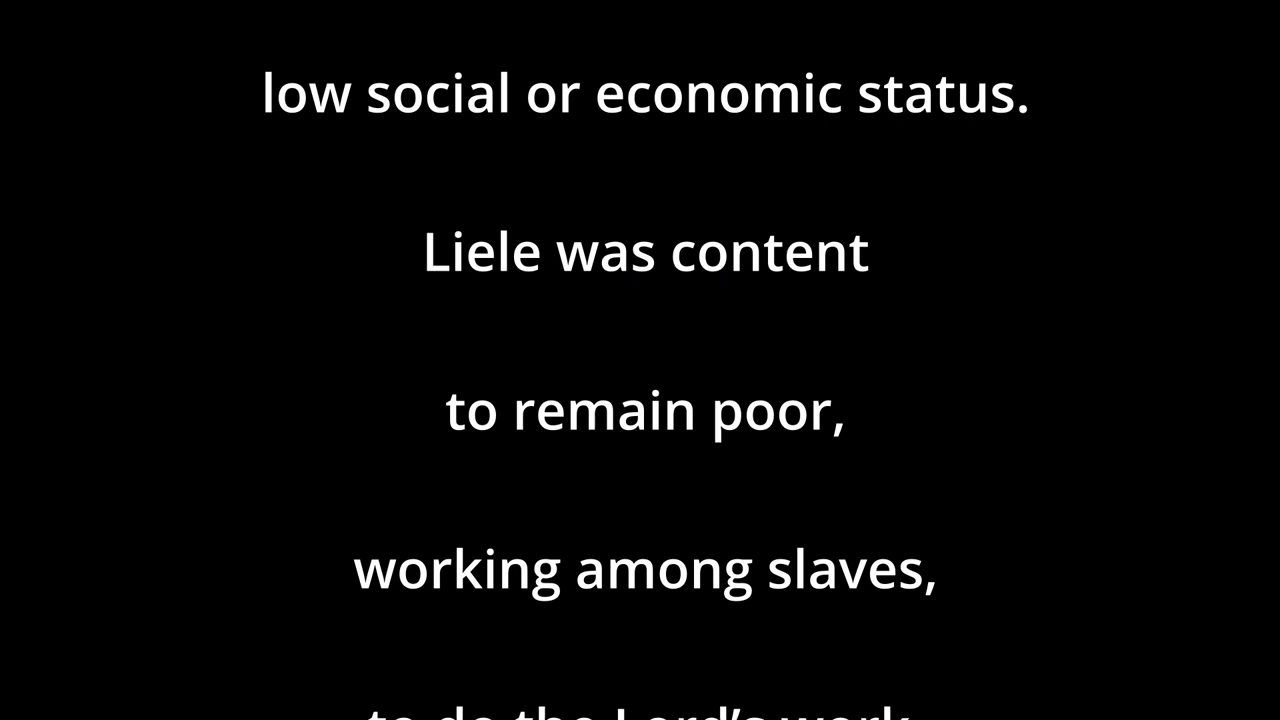 low social or economic status.
Liele was content
to remain poor,
working among slaves,
to do the Lord’s work